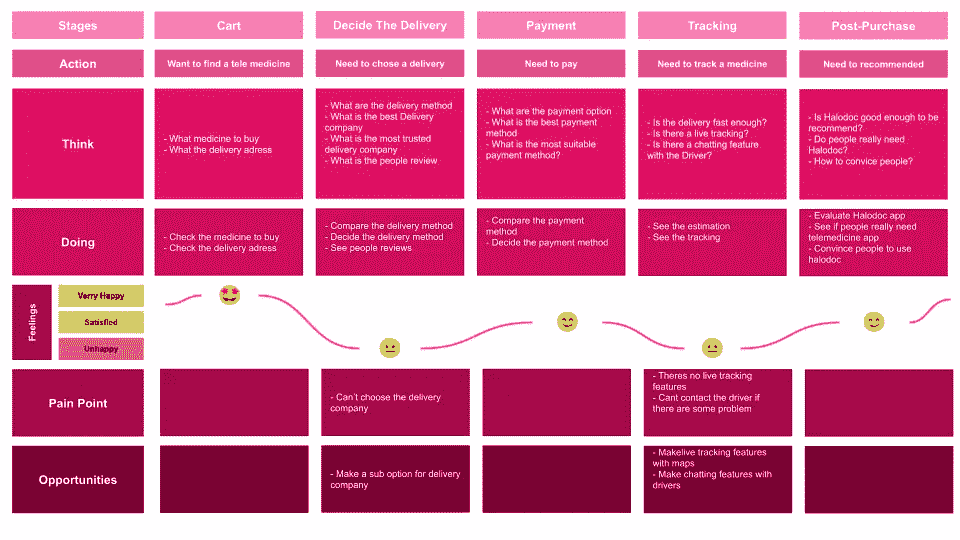 Stages
Cart
Decide The Delivery
Payment
Tracking
Post-Purchase
Action
Want to find a tele medicine
Need to chose a delivery
Need to pay
Need to track a medicine
Need to recommended
Think
- What medicine to buy
- What the delivery adress
- What are the delivery method
- What is the best Delivery
company
- What is the most trusted
delivery company
- What is the people review
- What are the payment option
- What is the best payment
method
- What is the most suitable
payment method?
- Is the delivery fast enough?
- Is there a live tracking?
- Is there a chatting feature
with the Driver?
- Is Halodoc good enough to be
recommend?
- Do people really need
Halodoc?
- How to convice people?
Doing
- Check the medicine to buy
- Check the delivery adress
- Compare the delivery method
- Decide the delivery method
- See people reviews
- Compare the payment
method
- Decide the payment method
- See the estimation
- See the tracking
- Evaluate Halodoc app
- See if people really need
telemedicine app
- Convince people to use
halodoc
Feelings
Verry Happy
Satisfied
Unhappy
Pain Point
- Can't choose the delivery
company
- Theres no live tracking
features
- Cant contact the driver if
there are some problem
Opportunities
- Make a sub option for delivery
company
- Makelive tracking features
with maps
- Make chatting features with
drivers